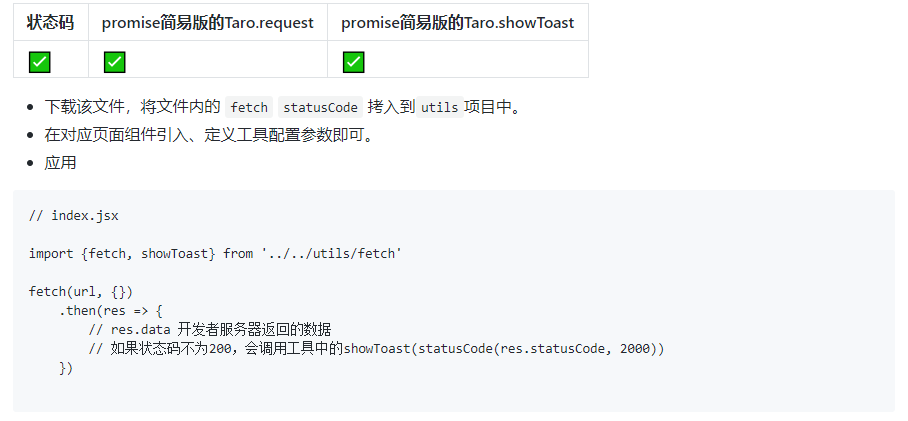 状态码 promise简易版的Taro.request promise简易版的Taro.showToast
✅ ✅ ✅
下载该文件，将文件内的 fetch statusCode 拷入到 utils 项目中。
在对应页面组件引入、定义工具配置参数即可。
应用
// index.jsx
import {fetch, showToast} from '../../utils/fetch'
fetch(url, {})
.then(res => {
// res.data 开发者服务器返回的数据
// 如果状态码不为200，会调用工具中的showToast(statusCode(res.statusCode, 2000))
})